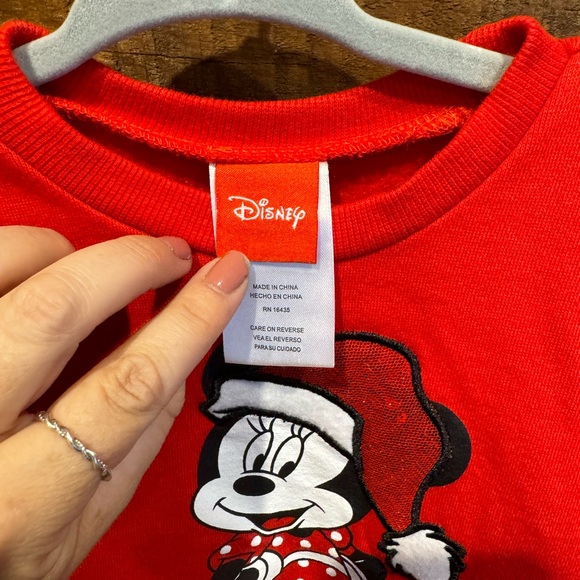 Disney
MADE IN CHINA
HECHO EN CHINA
RN 16435
CARE ON REVERSE
VEA EL REVERSO
PARA SU CUIDADO